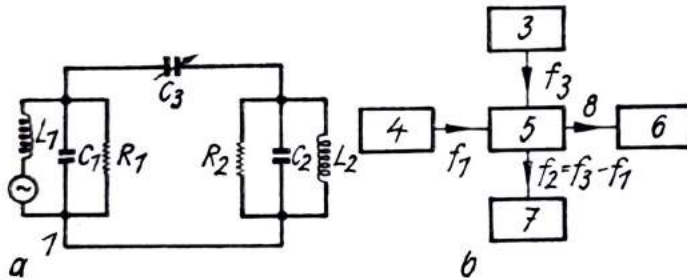 C₃
L₁ C₁ R₁ R₂ C₂ L₂
1
a
3
f₃
4 f₁ 5 8 6
f₂=f₃-f₁
7
b